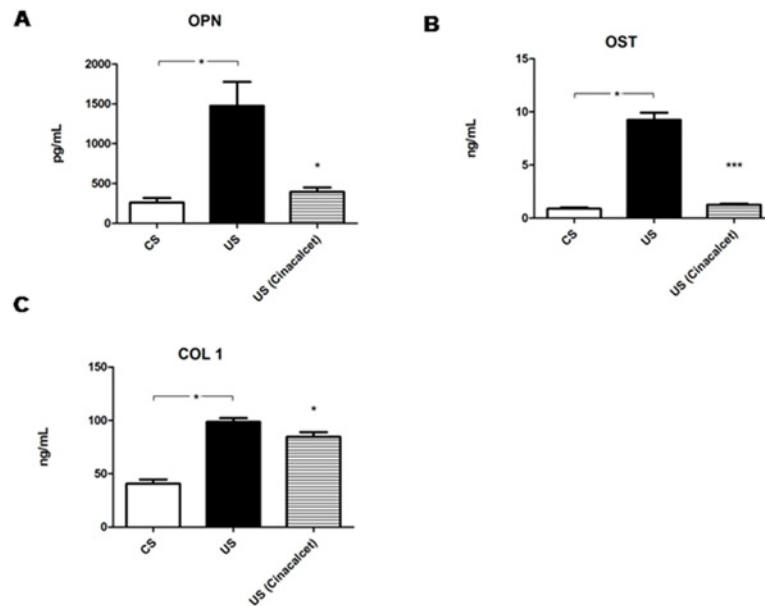 A
OPN
pg/mL
2000
1500
1000
500
0
*
*
CS
US
US (Cinacalcet)
B
OST
ng/mL
15
10
5
0
*
***
CS
US
US (Cinacalcet)
C
COL 1
ng/mL
150
100
50
0
*
*
CS
US
US (Cinacalcet)